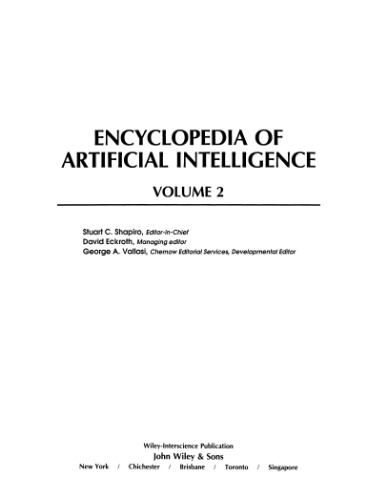 ENCYCLOPEDIA OF
ARTIFICIAL INTELLIGENCE
VOLUME 2
Stuart C. Shapiro, Editor-in-Chief
David Eckroth, Managing editor
George A. Vallasi, Chernow Editorial Services, Developmental Editor
Wiley-Interscience Publication
John Wiley & Sons
New York / Chichester / Brisbane / Toronto / Singapore